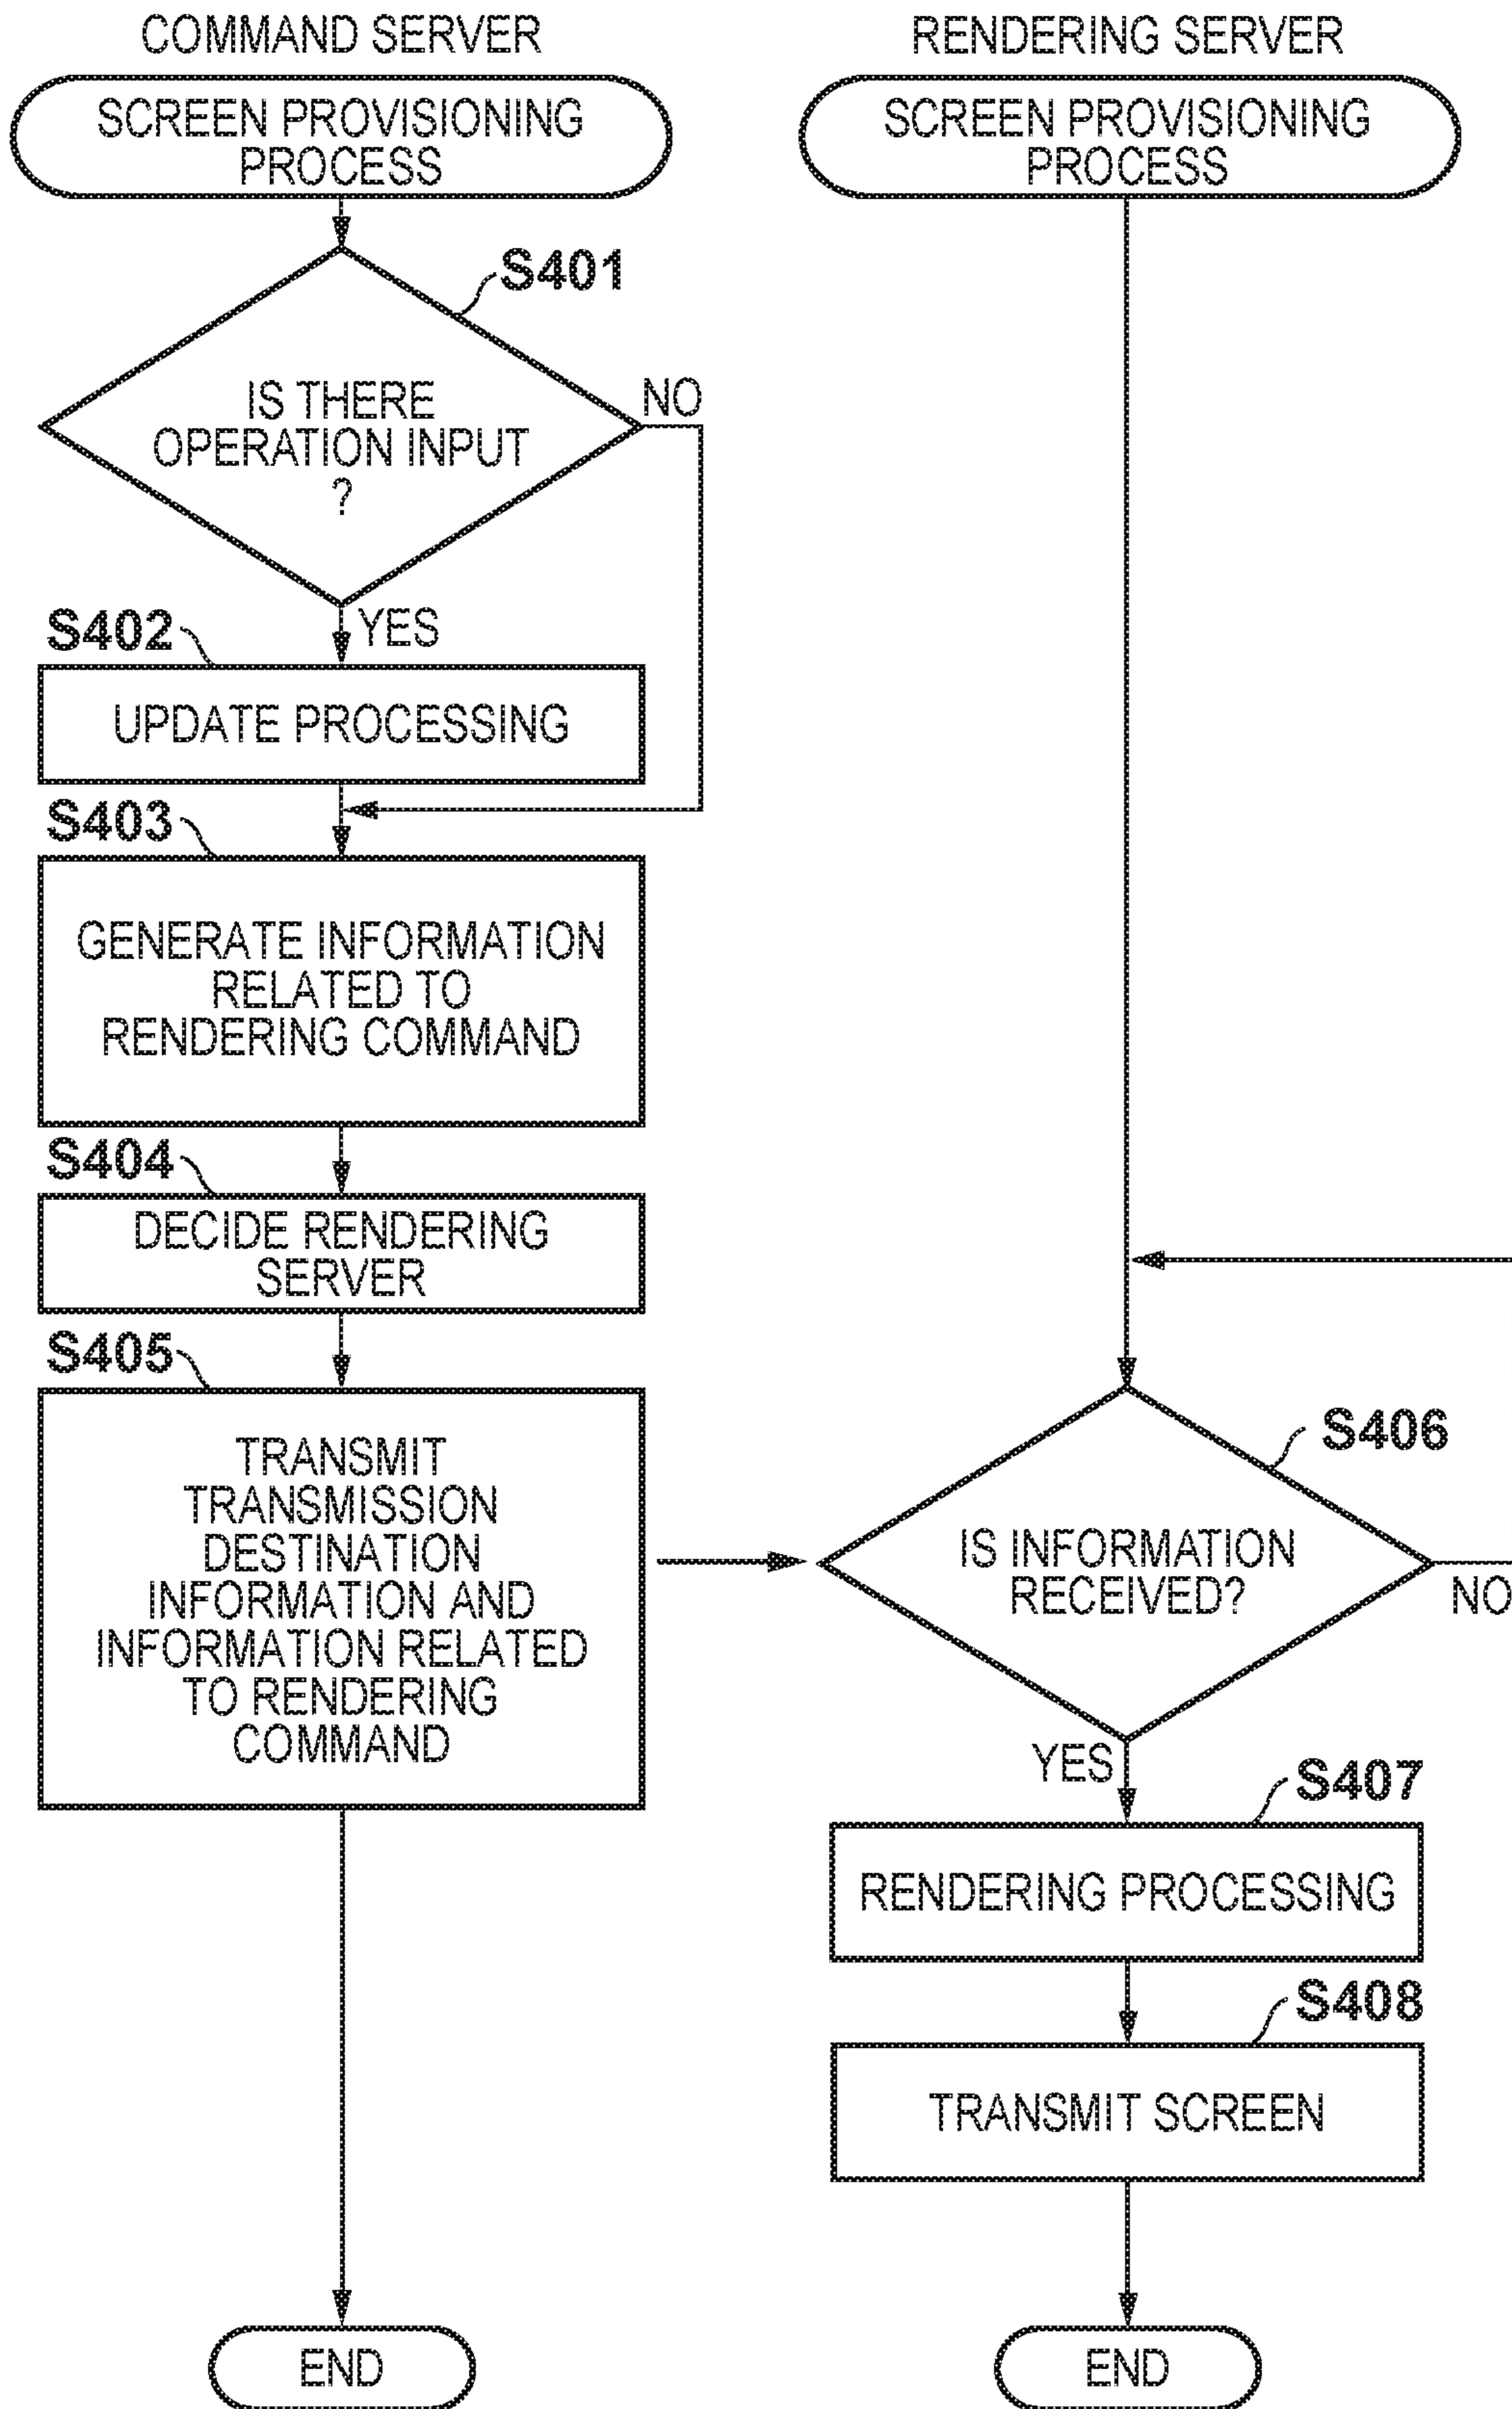 COMMAND SERVER
SCREEN PROVISIONING
PROCESS
S401
IS THERE
OPERATION INPUT
?
NO
YES
S402
UPDATE PROCESSING
S403
GENERATE INFORMATION
RELATED TO
RENDERING COMMAND
S404
DECIDE RENDERING
SERVER
S405
TRANSMIT
TRANSMISSION
DESTINATION
INFORMATION AND
INFORMATION RELATED
TO RENDERING
COMMAND
END
RENDERING SERVER
SCREEN PROVISIONING
PROCESS
S406
IS INFORMATION
RECEIVED?
NO
YES
S407
RENDERING PROCESSING
S408
TRANSMIT SCREEN
END